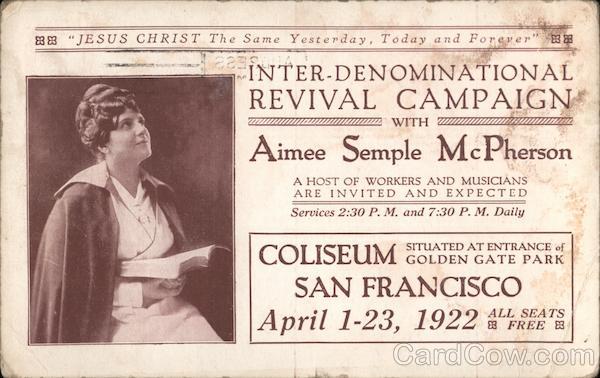 "JESUS CHRIST The Same Yesterday, Today and Forever"
INTER-DENOMINATIONAL
REVIVAL CAMPAIGN
WITH
Aimee Semple McPherson
A HOST OF WORKERS AND MUSICIANS
ARE INVITED AND EXPECTED
Services 2:30 P. M. and 7:30 P. M. Daily
COLISEUM SITUATED AT ENTRANCE of
GOLDEN GATE PARK
SAN FRANCISCO
April 1-23, 1922 ALL SEATS
FREE
CardCow.com